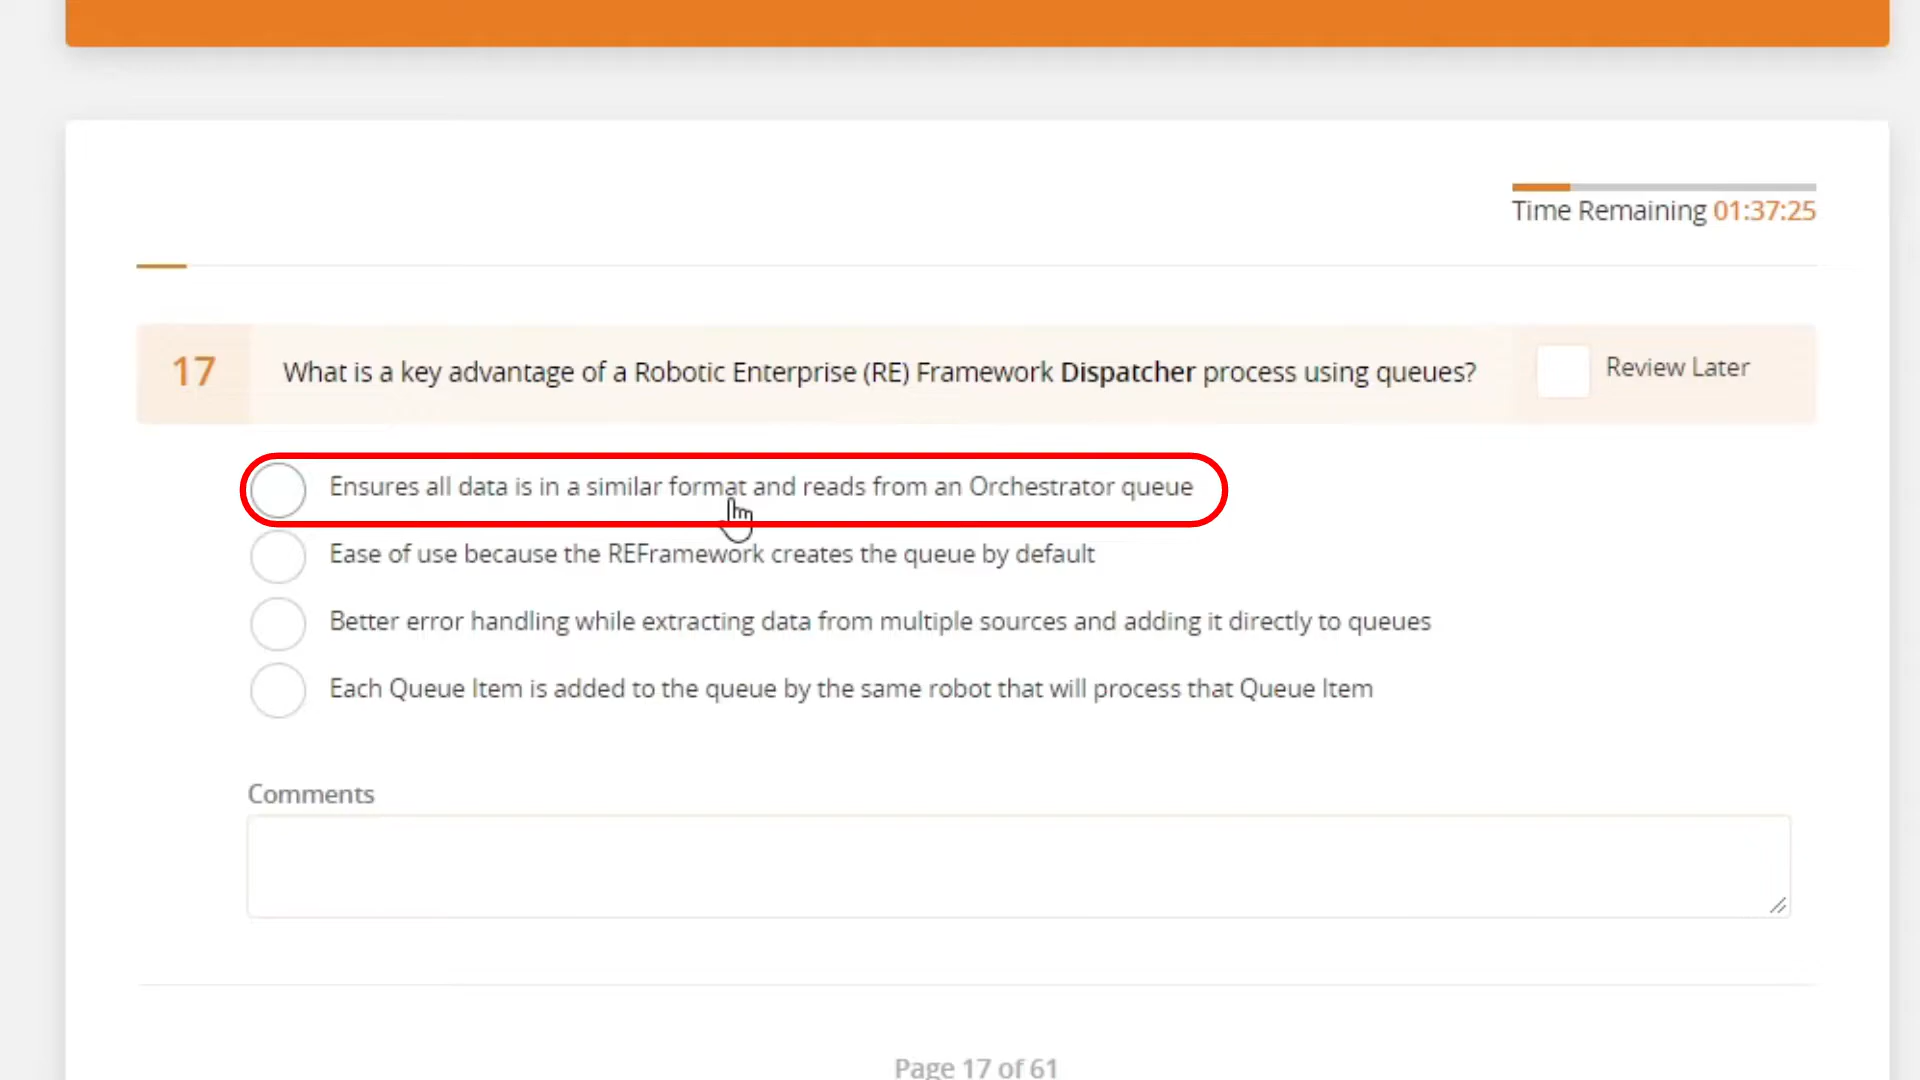 Time Remaining 01:37:25
17 What is a key advantage of a Robotic Enterprise (RE) Framework Dispatcher process using queues? Review Later
Ensures all data is in a similar format and reads from an Orchestrator queue
Ease of use because the REFramework creates the queue by default
Better error handling while extracting data from multiple sources and adding it directly to queues
Each Queue Item is added to the queue by the same robot that will process that Queue Item
Comments
Page 17 of 61